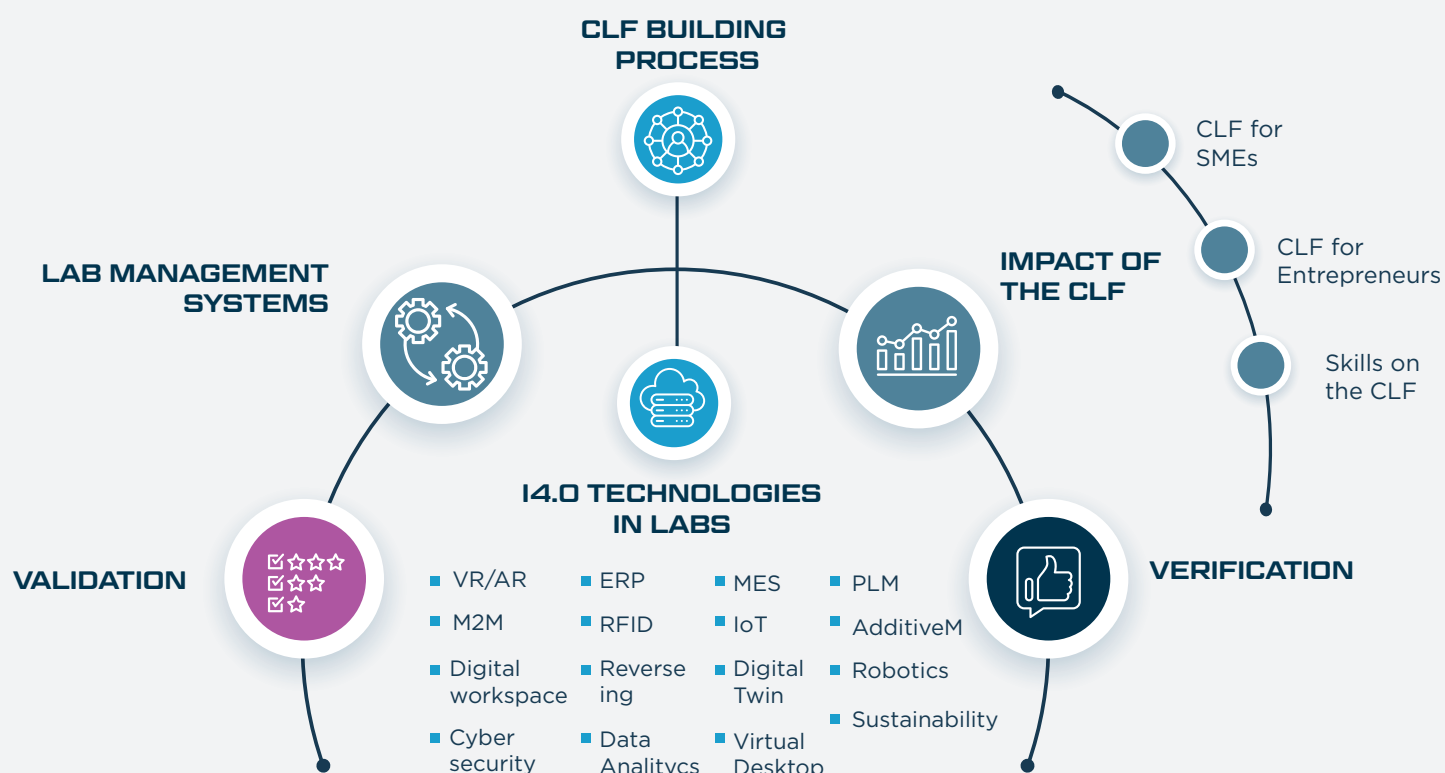 CLF BUILDING
PROCESS
CLF for
SMEs
CLF for
Entrepreneurs
Skills on
the CLF
LAB MANAGEMENT
SYSTEMS
IMPACT OF
THE CLF
I4.0 TECHNOLOGIES
IN LABS
VALIDATION
VERIFICATION
VR/AR
M2M
Digital
workspace
Cyber
security
ERP
RFID
Reverse
ing
Data
Analitycs
MES
IoT
Digital
Twin
Virtual
Desktop
PLM
AdditiveM
Robotics
Sustainability